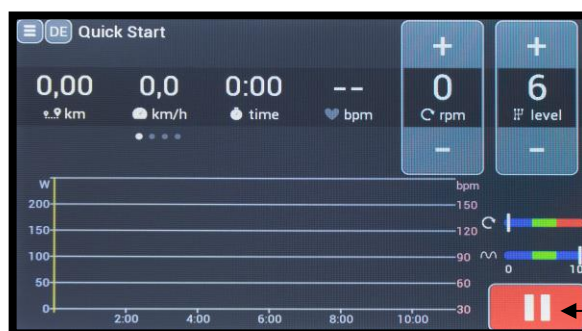 DE Quick Start
+ +
0,00 0,0 0:00 -- 0 6
km km/h time bpm rpm level
- -
W bpm
200 150
150 120
100 90
0 10
50 60
0 30
2:00 4:00 6:00 8:00 10:00